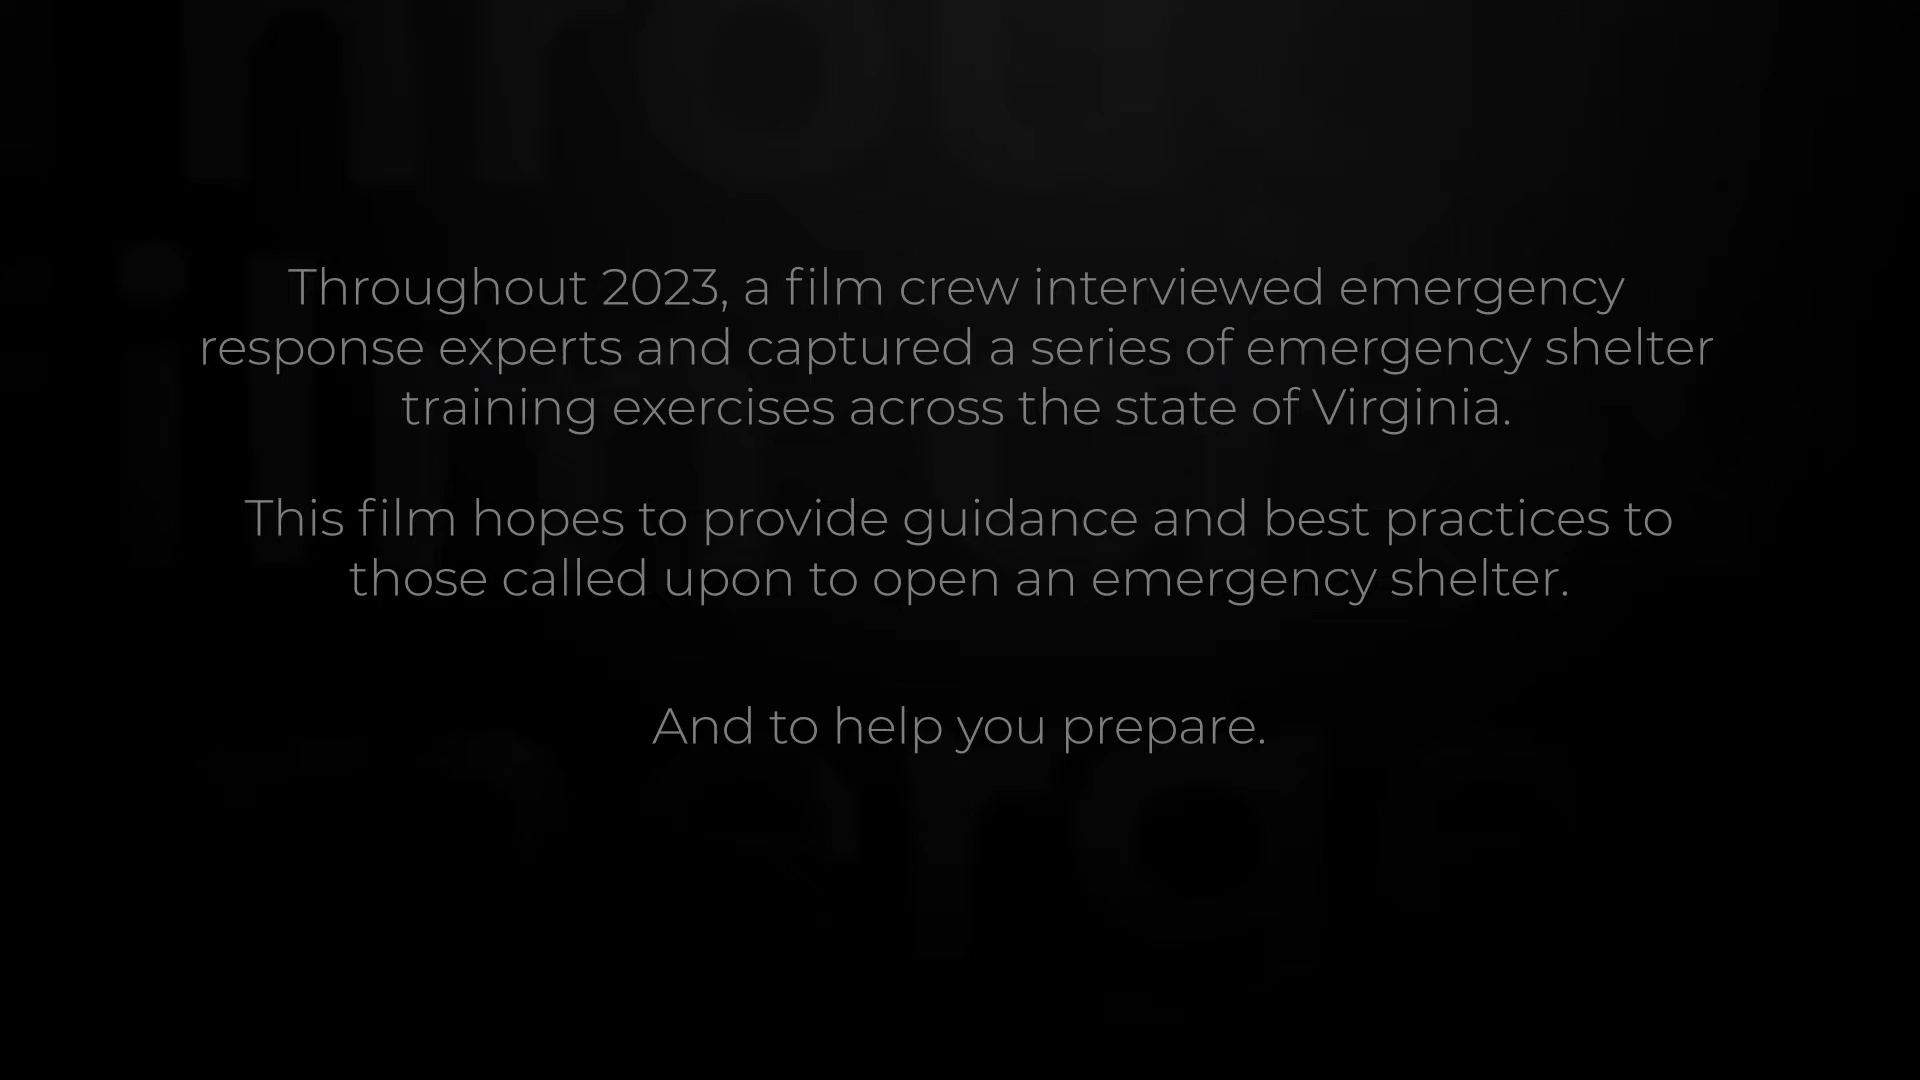 Throughout 2023, a film crew interviewed emergency
response experts and captured a series of emergency shelter
training exercises across the state of Virginia.
This film hopes to provide guidance and best practices to
those called upon to open an emergency shelter.
And to help you prepare.